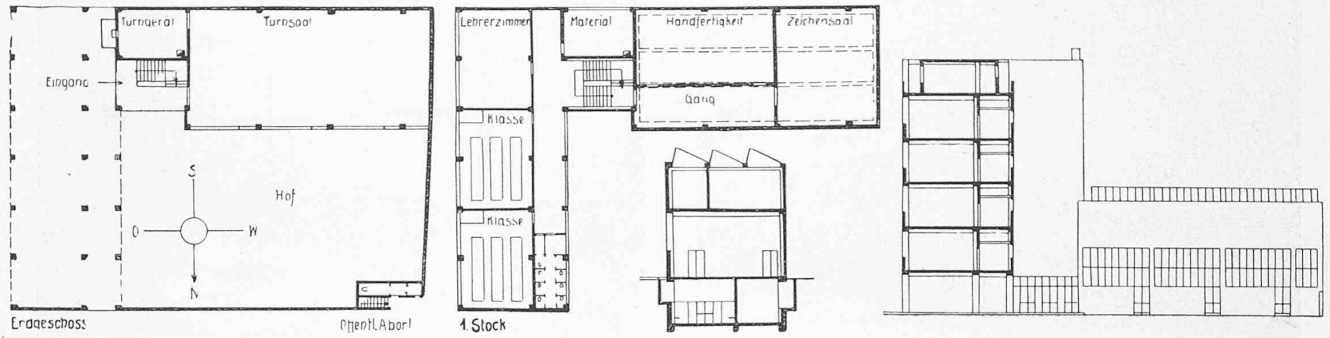 Turngerät
Turnsaal
Eingang
S
Hof
O
W
N
Erdgeschoss
Öffentl. Abort
Lehrerzimmer
Material
Handfertigkeit
Zeichensaal
Gang
Klasse
Klasse
1. Stock